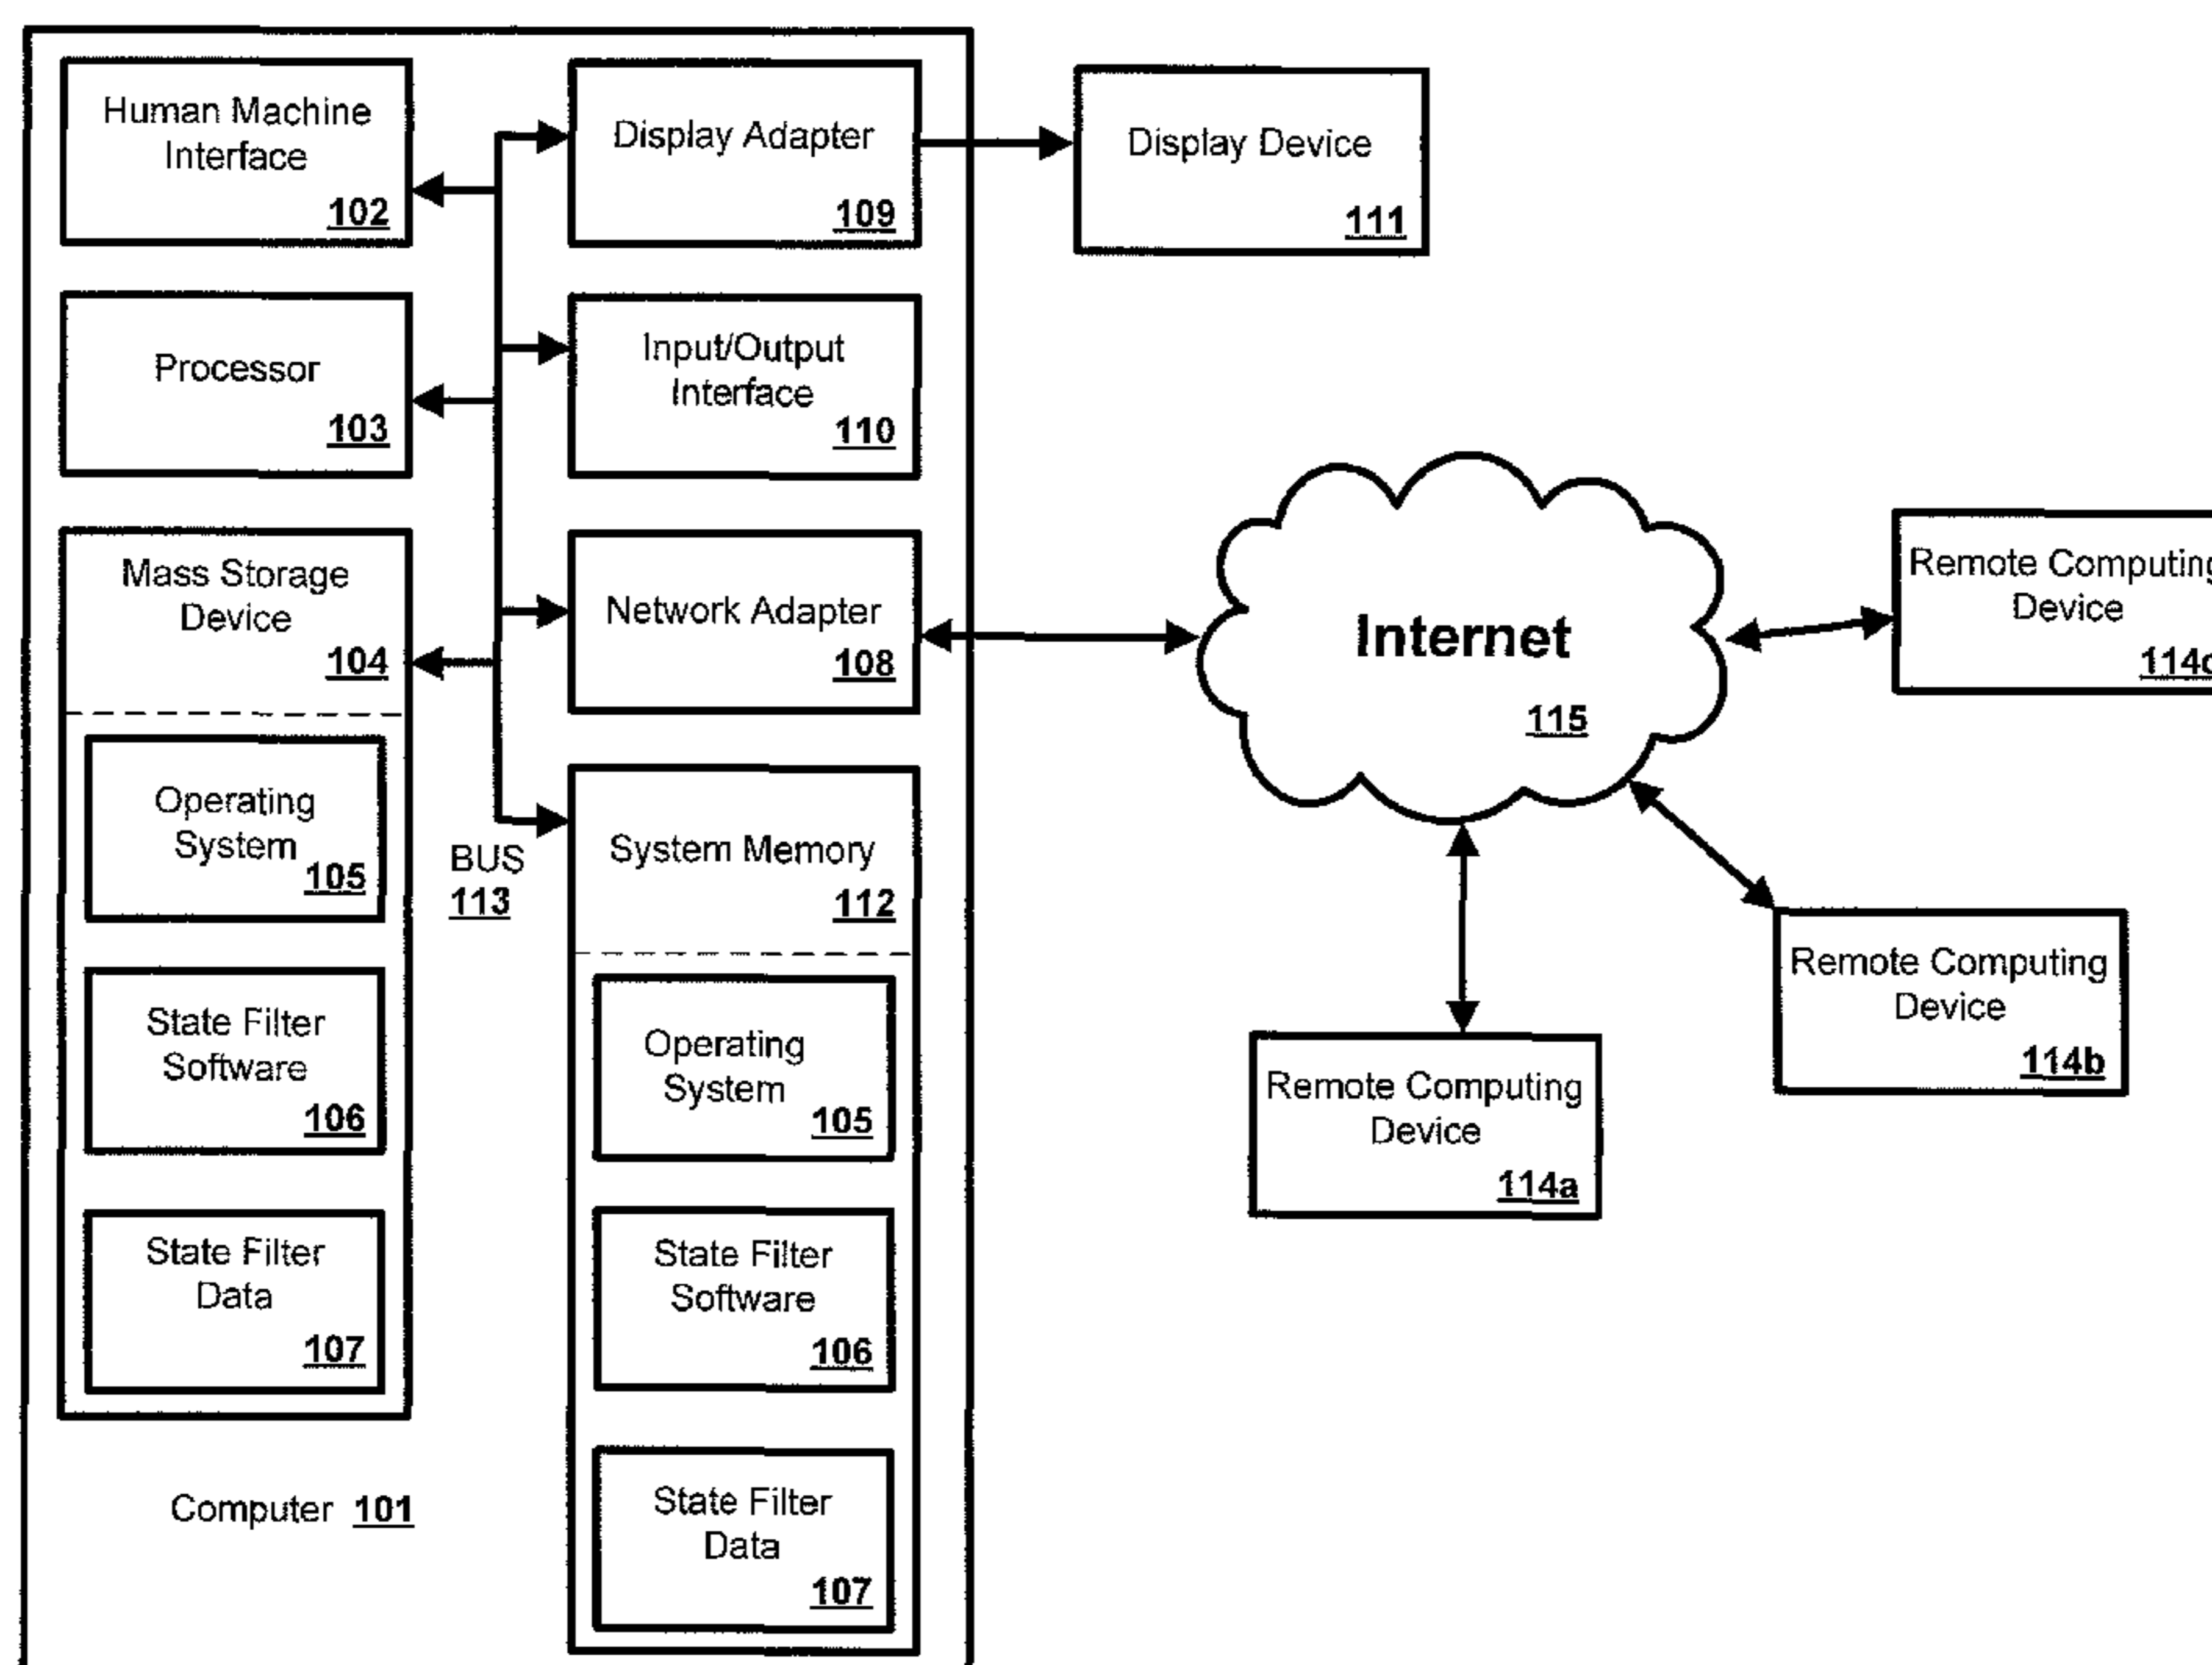 Human Machine
Interface
102
Display Adapter
109
Display Device
111
Processor
103
Input/Output
Interface
110
Mass Storage
Device
104
Network Adapter
108
Internet
115
Remote Computing
Device
Operating
System
105
BUS
113
System Memory
112
State Filter
Software
106
Operating
System
105
Remote Computing
Device
114b
Remote Computing
Device
114a
State Filter
Data
107
State Filter
Software
106
Computer 101
State Filter
Data
107